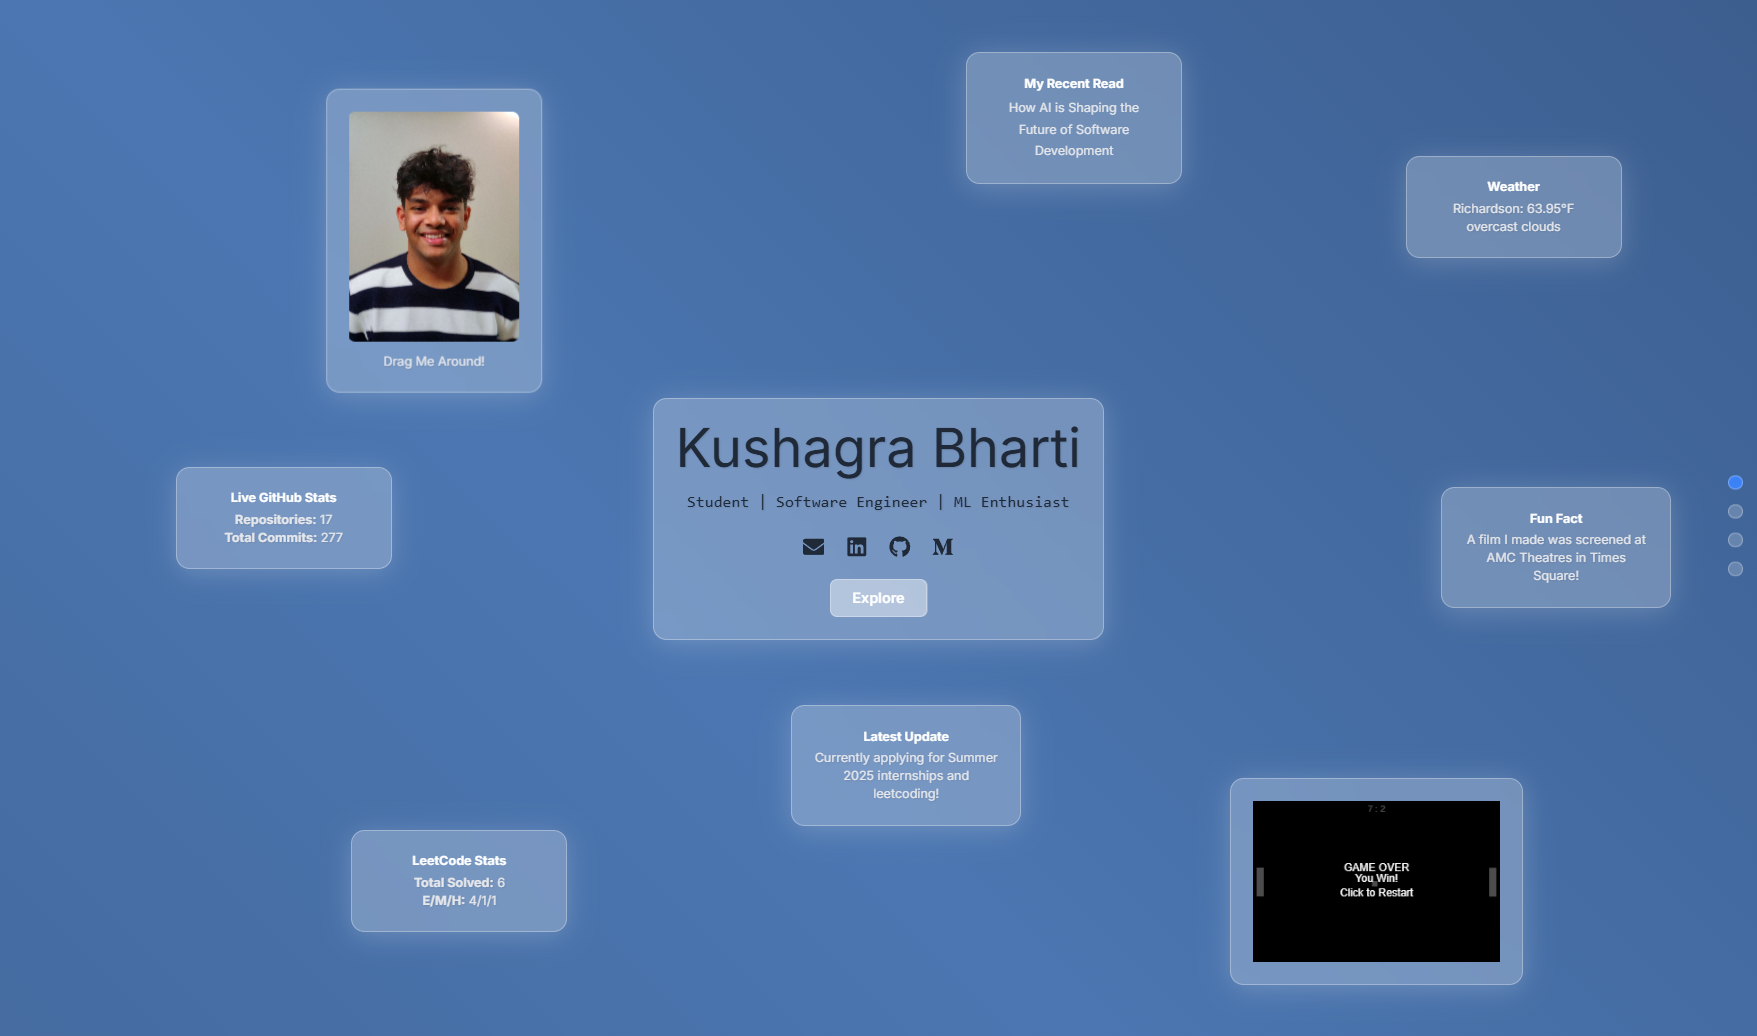 My Recent Read
How AI is Shaping the
Future of Software
Development
Drag Me Around!
Weather
Richardson: 63.95°F
overcast clouds
Kushagra Bharti
Student | Software Engineer | ML Enthusiast
Explore
Live GitHub Stats
Repositories: 17
Total Commits: 277
Fun Fact
A film I made was screened at
AMC Theatres in Times
Square!
Latest Update
Currently applying for Summer
2025 internships and
leetcoding!
LeetCode Stats
Total Solved: 6
E/M/H: 4/1/1
7:2
GAME OVER
You Win!
Click to Restart